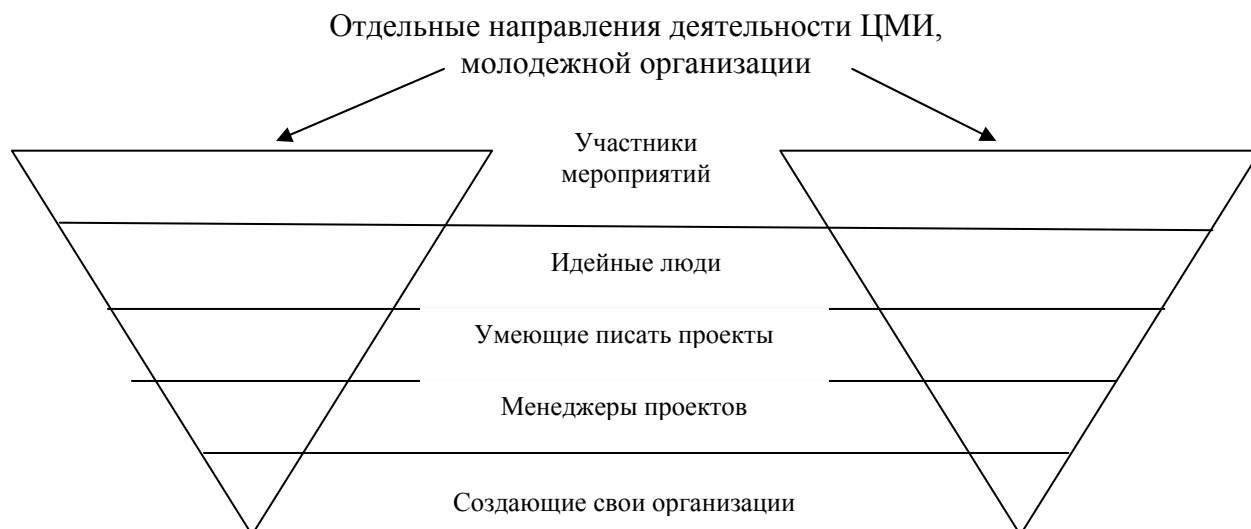 Отдельные направления деятельности ЦМИ,
молодежной организации
Участники
мероприятий
Идейные люди
Умеющие писать проекты
Менеджеры проектов
Создающие свои организации